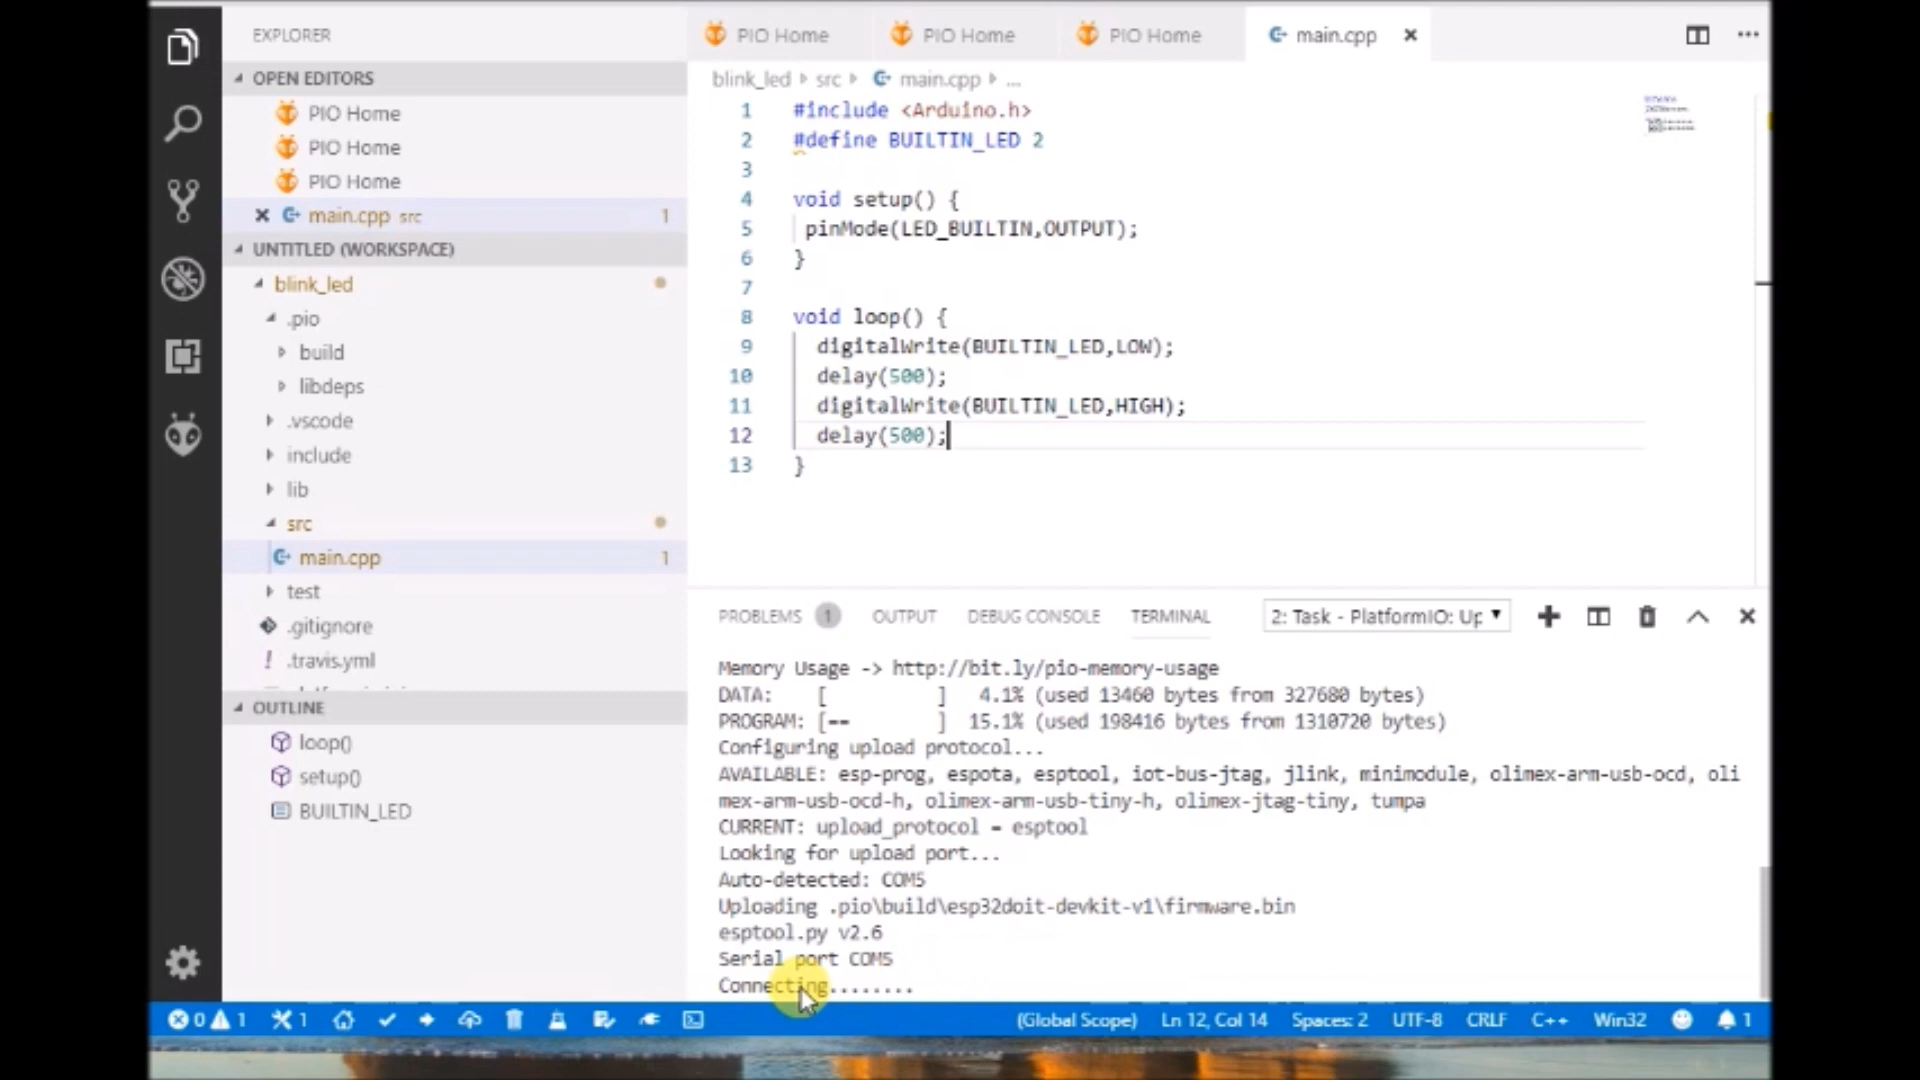 EXPLORER
OPEN EDITORS
PIO Home
PIO Home
PIO Home
main.cpp src 1
UNTITLED (WORKSPACE)
blink_led
.pio
build
libdeps
.vscode
include
lib
src
main.cpp 1
test
.gitignore
.travis.yml
OUTLINE
loop()
setup()
BUILTIN_LED
PIO Home PIO Home PIO Home main.cpp
blink_led src main.cpp ...
1 #include <Arduino.h>
2 #define BUILTIN_LED 2
3
4 void setup() {
5 pinMode(LED_BUILTIN,OUTPUT);
6 }
7
8 void loop() {
9 digitalWrite(BUILTIN_LED,LOW);
10 delay(500);
11 digitalWrite(BUILTIN_LED,HIGH);
12 delay(500);
13 }
PROBLEMS 1 OUTPUT DEBUG CONSOLE TERMINAL 2: Task - PlatformIO: Up
Memory Usage -> http://bit.ly/pio-memory-usage
DATA: [ ] 4.1% (used 13460 bytes from 327680 bytes)
PROGRAM: [== ] 15.1% (used 198416 bytes from 1310720 bytes)
Configuring upload protocol...
AVAILABLE: esp-prog, espota, esptool, iot-bus-jtag, jlink, minimodule, olimex-arm-usb-ocd, oli
mex-arm-usb-ocd-h, olimex-arm-usb-tiny-h, olimex-jtag-tiny, tumpa
CURRENT: upload_protocol = esptool
Looking for upload port...
Auto-detected: COM5
Uploading .pio\build\esp32doit-devkit-v1\firmware.bin
esptool.py v2.6
Serial port COM5
Connecting........
0 1 1 (Global Scope) Ln 12, Col 14 Spaces: 2 UTF-8 CRLF C++ Win32 1